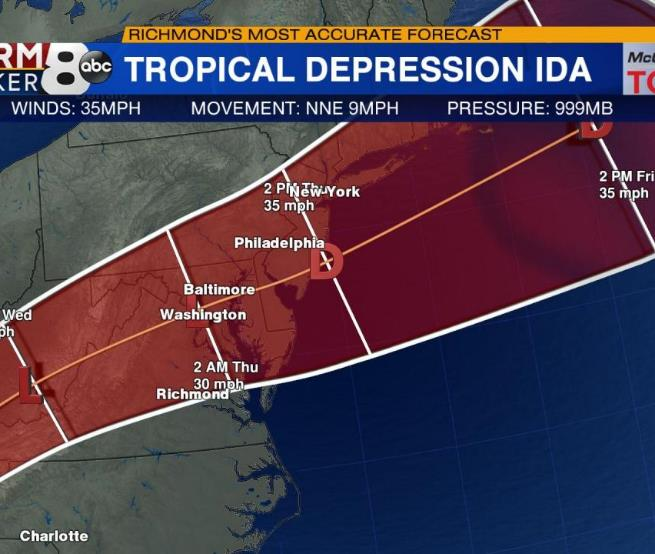 RICHMOND'S MOST ACCURATE FORECAST
RM
KER
8
abc
TROPICAL DEPRESSION IDA
WINDS: 35MPH
MOVEMENT: NNE 9MPH
PRESSURE: 999MB
D
2 PM Fri
35 mph
2 PM Thu
35 mph
New York
Philadelphia
D
Baltimore
L
Washington
Wed
ph
2 AM Thu
30 mph
L
Richmond
Charlotte